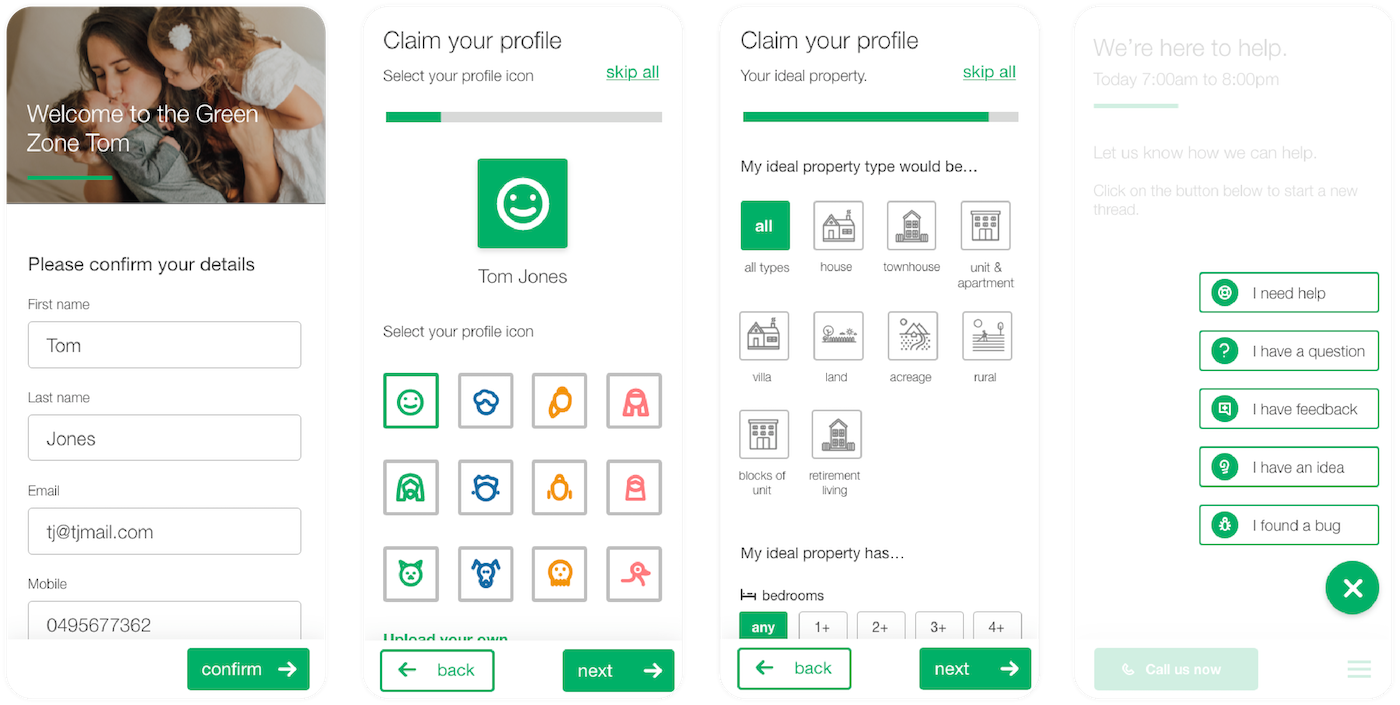 Welcome to the Green
Zone Tom
Please confirm your details
First name
Tom
Last name
Jones
Email
tj@tjmail.com
Mobile
0495677362
confirm
Claim your profile
Select your profile icon
skip all
Tom Jones
Select your profile icon
Upload your own
back
next
Claim your profile
Your ideal property.
skip all
My ideal property type would be…
all
all types
house
townhouse
unit &
apartment
villa
land
acreage
rural
blocks of
unit
retirement
living
My ideal property has…
bedrooms
any
1+
2+
3+
4+
back
next
We’re here to help.
Today 7:00am to 8:00pm
Let us know how we can help.
Click on the button below to start a new
thread.
I need help
I have a question
I have feedback
I have an idea
I found a bug
Call us now